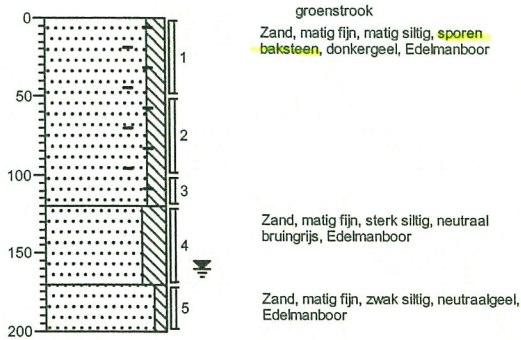 groenstrook
0
Zand, matig fijn, matig siltig, sporen
baksteen, donkergeel, Edelmanboor
1
50
2
100
3
Zand, matig fijn, sterk siltig, neutraal
bruingrijs, Edelmanboor
4
150
Zand, matig fijn, zwak siltig, neutraalgeel,
Edelmanboor
5
200